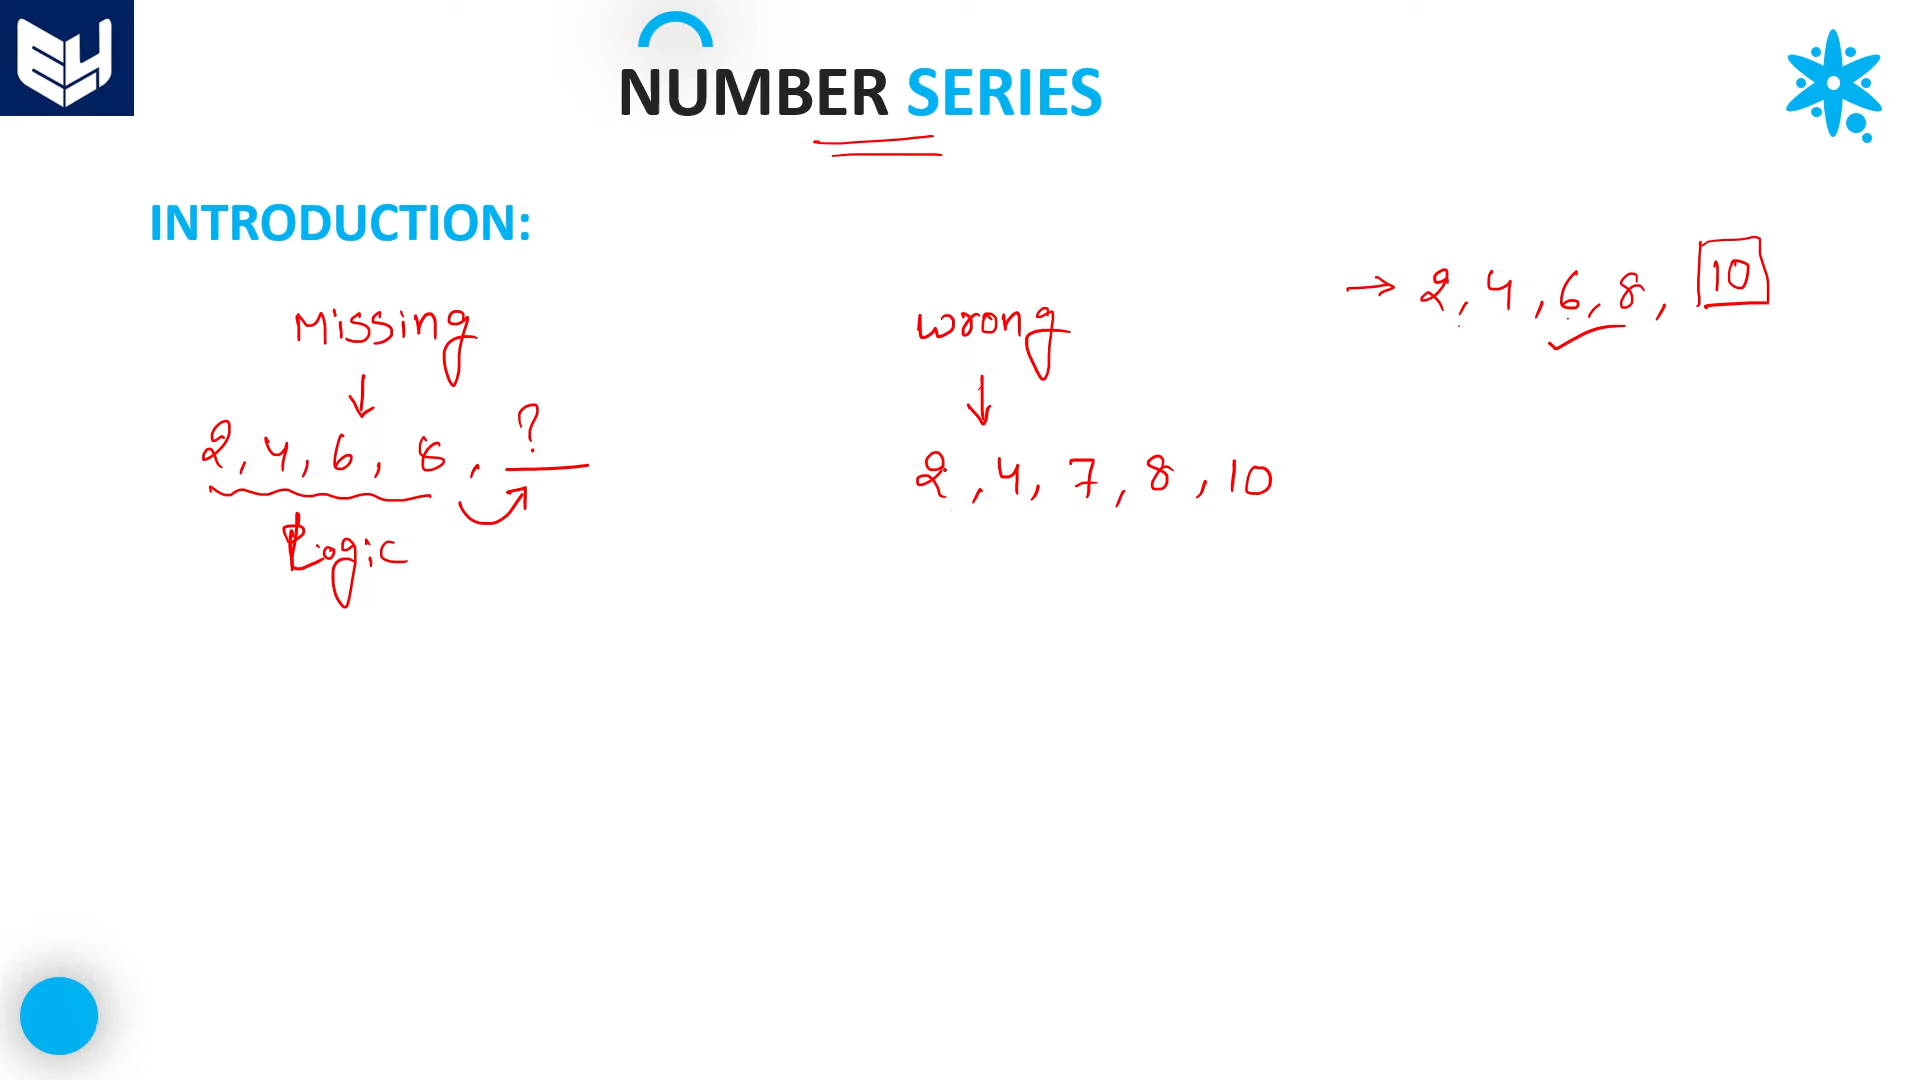 NUMBER SERIES
INTRODUCTION:
→ 2, 4, 6, 8, 10
Missing
wrong
2, 4, 6, 8, ?
2, 4, 7, 8, 10
Logic